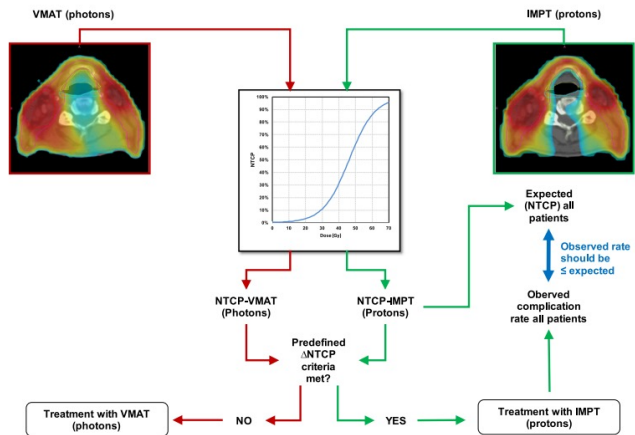 VMAT (photons)
IMPT (protons)
100%
90%
80%
70%
60%
50%
40%
30%
20%
10%
0%
NTCP
0 10 20 30 40 50 60 70
Dose [Gy]
Expected
(NTCP) all
patients
Observed rate
should be
≤ expected
Obered
complication
rate all patients
NTCP-VMAT
(Photons)
NTCP-IMPT
(Protons)
Predefined
∆NTCP
criteria
met?
NO
YES
Treatment with VMAT
(photons)
Treatment with IMPT
(protons)